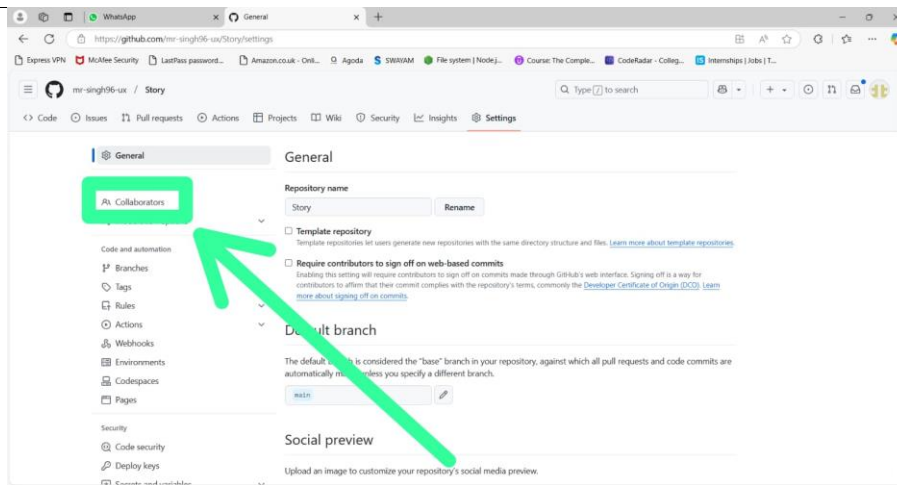 WhatsApp
General
https://github.com/mr-singh96-ux/Story/settings
Express VPN McAfee Security LastPass password... Amazon.co.uk - Onli... Agoda SWAYAM File system | Node.j... Course: The Comple... CodeRadar - Colleg... Internships | Jobs | T...
mr-singh96-ux / Story
Type / to search
Code Issues Pull requests Actions Projects Wiki Security Insights Settings
General
Collaborators
Code and automation
Branches
Tags
Rules
Actions
Webhooks
Environments
Codespaces
Pages
Security
Code security
Deploy keys
Secrets and variables
General
Repository name
Story Rename
Template repository
Template repositories let users generate new repositories with the same directory structure and files. Learn more about template repositories.
Require contributors to sign off on web-based commits
Enabling this setting will require contributors to sign off on commits made through GitHub's web interface. Signing off is a way for
contributors to affirm that their commit complies with the repository's terms, commonly the Developer Certificate of Origin (DCO). Learn
more about signing off on commits.
branch
The default is considered the "base" branch in your repository, against which all pull requests and code commits are
automatically unless you specify a different branch.
main
Social preview
Upload an image to customize your repository's social media preview.